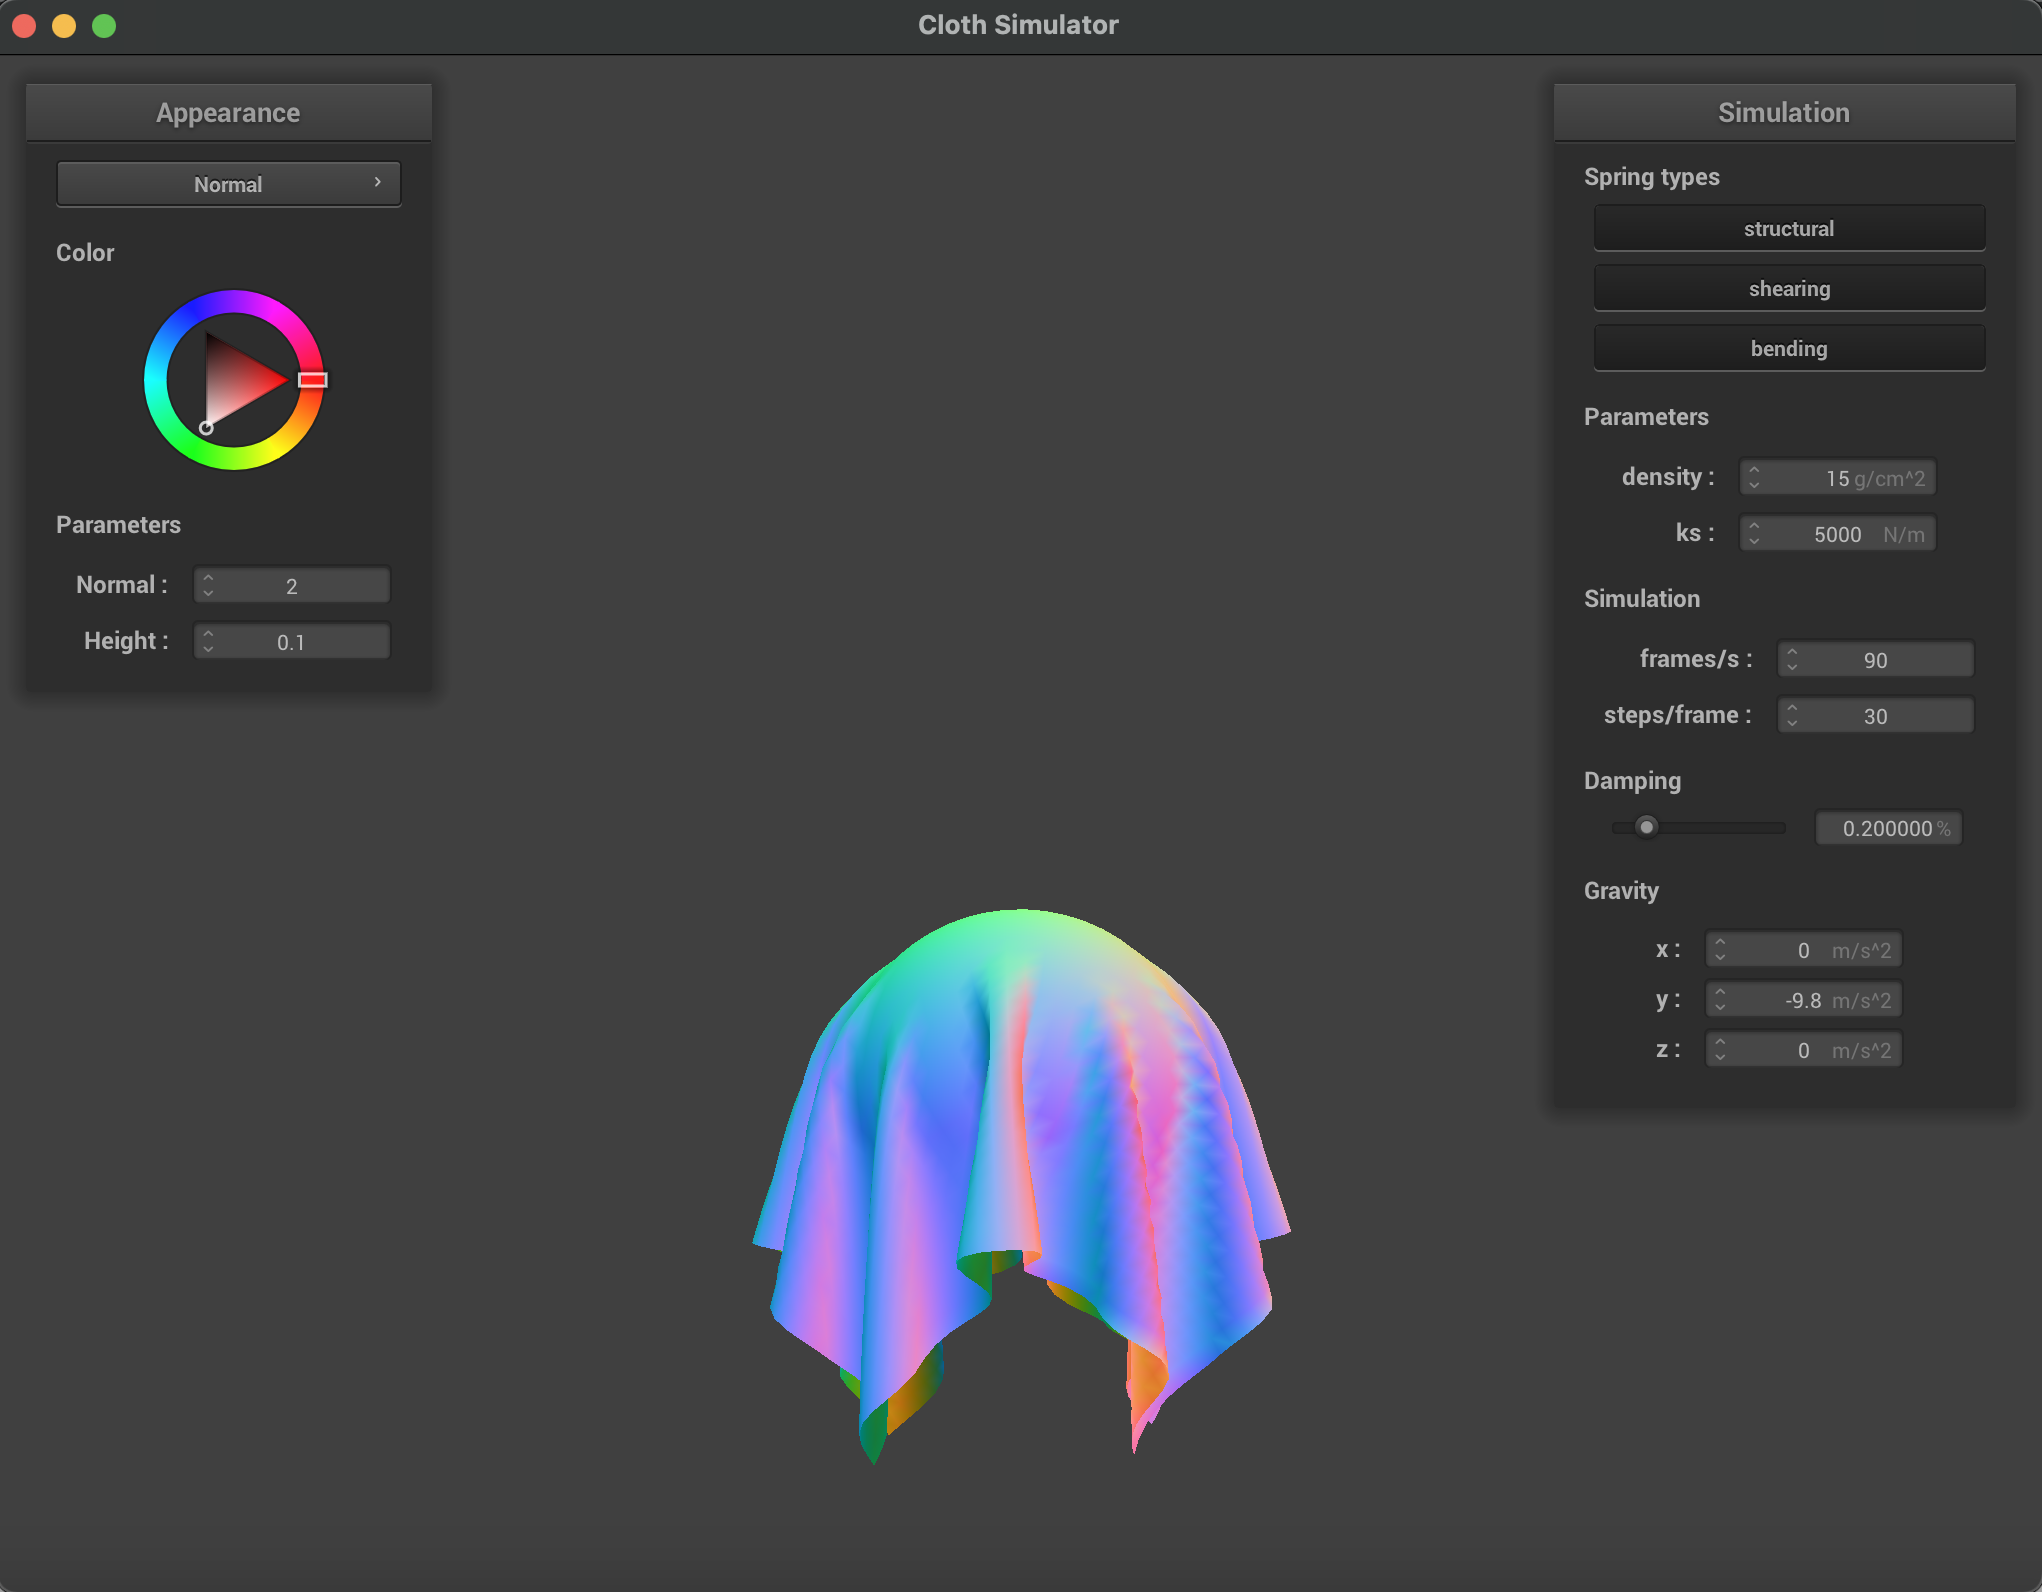 Cloth Simulator
Appearance
Normal
Color
Parameters
Normal : 2
Height : 0.1
Simulation
Spring types
structural
shearing
bending
Parameters
density : 15 g/cm^2
ks : 5000 N/m
Simulation
frames/s : 90
steps/frame : 30
Damping
0.200000 %
Gravity
x : 0 m/s^2
y : -9.8 m/s^2
z : 0 m/s^2